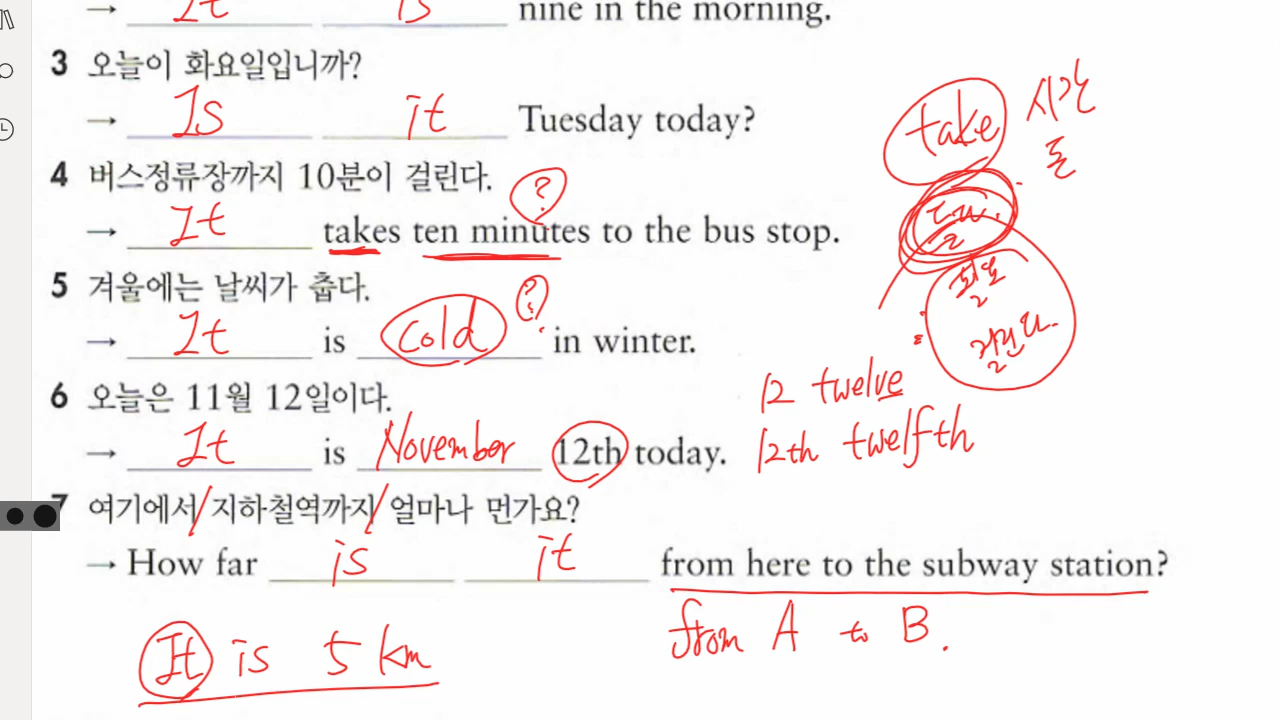 → It is nine in the morning.
3 오늘이 화요일입니까?
→ Is it Tuesday today?
take 시간
돈
4 버스정류장까지 10분이 걸린다.
?
→ It takes ten minutes to the bus stop.
5 겨울에는 날씨가 춥다.
?
→ It is cold in winter.
걸린다.
6 오늘은 11월 12일이다.
12 twelve
→ It is November 12th today.
12th twelfth
7 여기에서/지하철역까지/얼마나 먼가요?
→ How far is it from here to the subway station?
from A to B.
It is 5 km